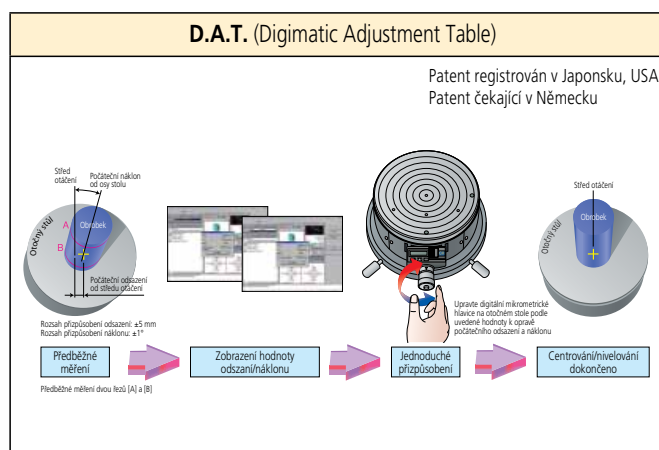 D.A.T. (Digimatic Adjustment Table)
Patent registrován v Japonsku, USA
Patent čekající v Německu
Střed
otáčení
Počáteční náklon
od osy stolu
Otočný stůl
A
Obrobek
B
Počáteční odsazení
od středu otáčení
Rozsah přizpůsobení odsazení: ±5 mm
Rozsah přizpůsobení náklonu: ±1°
Upravte digitální mikrometrické
hlavice na otočném stole podle
uvedené hodnoty k opravě
počátečního odsazení a náklonu
Střed otáčení
Obrobek
Otočný stůl
Předběžné
měření
Zobrazení hodnoty
odszaní/náklonu
Jednoduché
přizpůsobení
Centrování/nivelování
dokončeno
Předběžné měření dvou řezů [A] a [B]